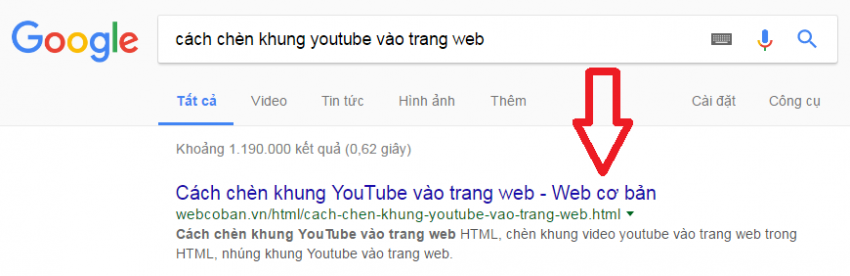 Google
cách chèn khung youtube vào trang web
Tất cả Video Tin tức Hình ảnh Thêm Cài đặt Công cụ
Khoảng 1.190.000 kết quả (0,62 giây)
Cách chèn khung YouTube vào trang web - Web cơ bản
webcoban.vn/html/cach-chen-khung-youtube-vao-trang-web.html
Cách chèn khung YouTube vào trang web HTML, chèn khung video youtube vào trang web trong
HTML, nhúng khung Youtube vào trang web.